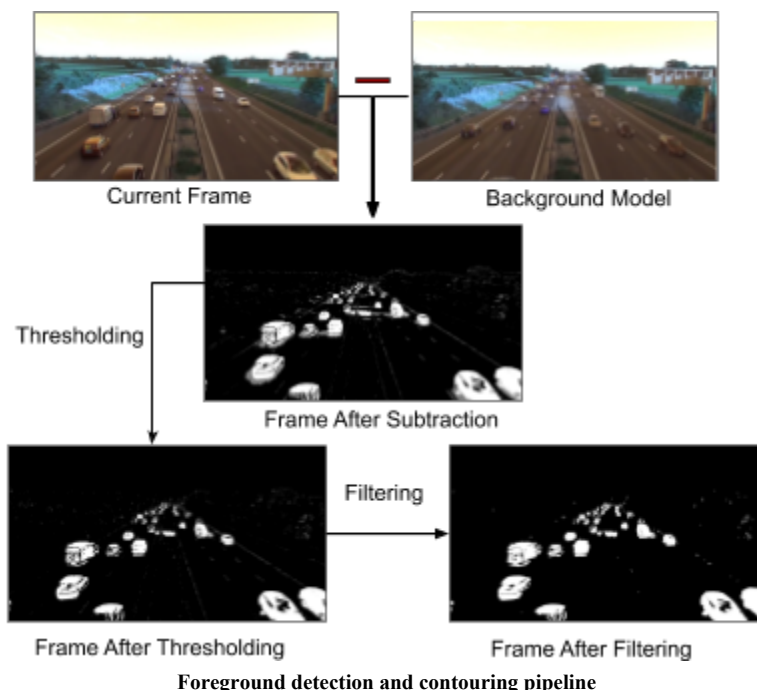 Current Frame
Background Model
Thresholding
Frame After Subtraction
Filtering
Frame After Thresholding
Frame After Filtering
Foreground detection and contouring pipeline